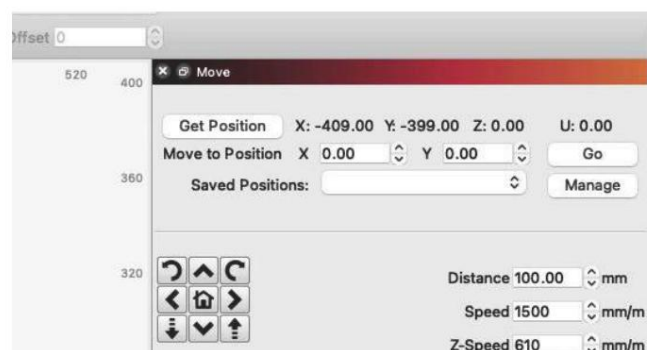 Offset 0
520
400
Move
Get Position X: -409.00 Y: -399.00 Z: 0.00 U: 0.00
Move to Position X 0.00 Y 0.00 Go
360
Saved Positions: Manage
320
Distance 100.00 mm
Speed 1500 mm/m
Z-Speed 610 mm/m